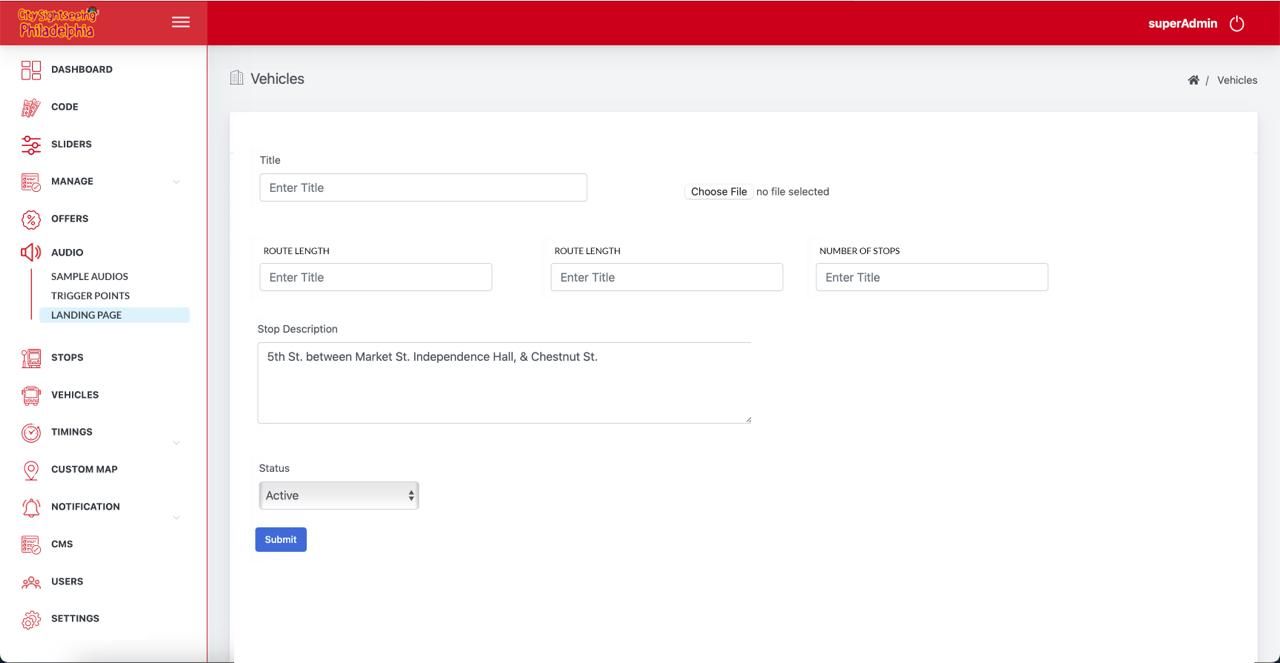 City Sightseeing
Philadelphia
superAdmin
DASHBOARD
CODE
SLIDERS
MANAGE
OFFERS
AUDIO
SAMPLE AUDIOS
TRIGGER POINTS
LANDING PAGE
STOPS
VEHICLES
TIMINGS
CUSTOM MAP
NOTIFICATION
CMS
USERS
SETTINGS
Vehicles
/ Vehicles
Title
Enter Title
Choose File no file selected
ROUTE LENGTH ROUTE LENGTH NUMBER OF STOPS
Enter Title Enter Title Enter Title
Stop Description
5th St. between Market St. Independence Hall, & Chestnut St.
Status
Active
Submit